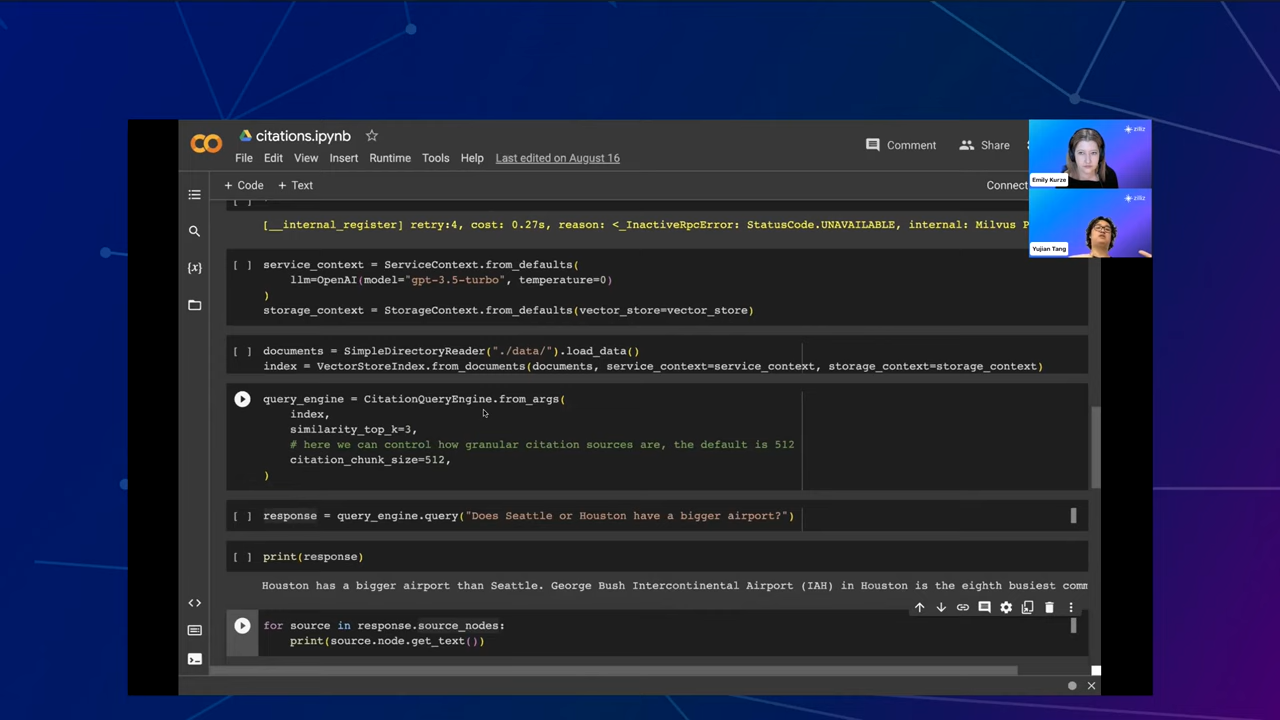 citations.ipynb
File Edit View Insert Runtime Tools Help Last edited on August 16
Comment Share
+ Code + Text
Connect
[ ]
[__internal_register] retry:4, cost: 0.27s, reason: <_InactiveRpcError: StatusCode.UNAVAILABLE, internal: Milvus P
[ ] service_context = ServiceContext.from_defaults(
llm=OpenAI(model="gpt-3.5-turbo", temperature=0)
)
storage_context = StorageContext.from_defaults(vector_store=vector_store)
[ ] documents = SimpleDirectoryReader("./data/").load_data()
index = VectorStoreIndex.from_documents(documents, service_context=service_context, storage_context=storage_context)
query_engine = CitationQueryEngine.from_args(
index,
similarity_top_k=3,
# here we can control how granular citation sources are, the default is 512
citation_chunk_size=512,
)
[ ] response = query_engine.query("Does Seattle or Houston have a bigger airport?")
[ ] print(response)
Houston has a bigger airport than Seattle. George Bush Intercontinental Airport (IAH) in Houston is the eighth busiest comm
for source in response.source_nodes:
print(source.node.get_text())
zilliz
Emily Kurze
zilliz
Yujian Tang